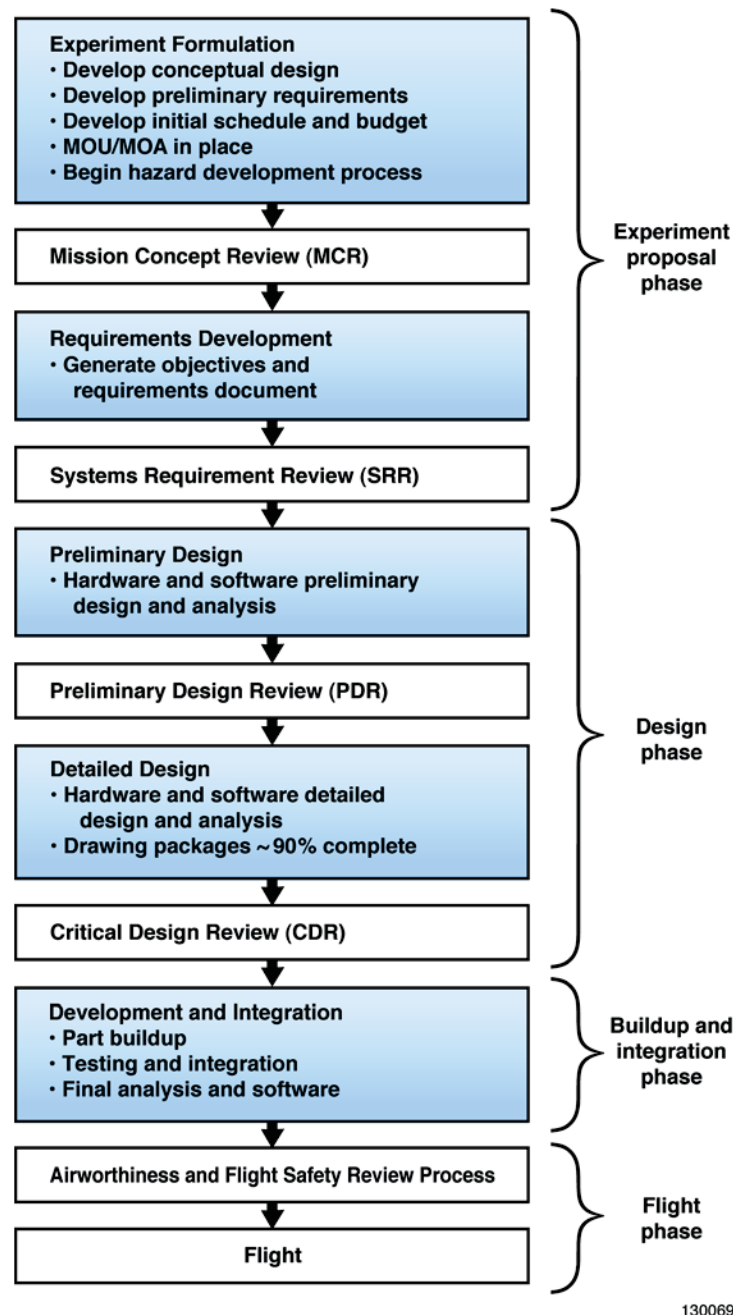 Experiment Formulation
· Develop conceptual design
· Develop preliminary requirements
· Develop initial schedule and budget
· MOU/MOA in place
· Begin hazard development process
Mission Concept Review (MCR)
Experiment
proposal
phase
Requirements Development
· Generate objectives and
requirements document
Systems Requirement Review (SRR)
Preliminary Design
· Hardware and software preliminary
design and analysis
Preliminary Design Review (PDR)
Design
phase
Detailed Design
· Hardware and software detailed
design and analysis
· Drawing packages ~90% complete
Critical Design Review (CDR)
Development and Integration
· Part buildup
· Testing and integration
· Final analysis and software
Buildup and
integration
phase
Airworthiness and Flight Safety Review Process
Flight
Flight
phase
130069